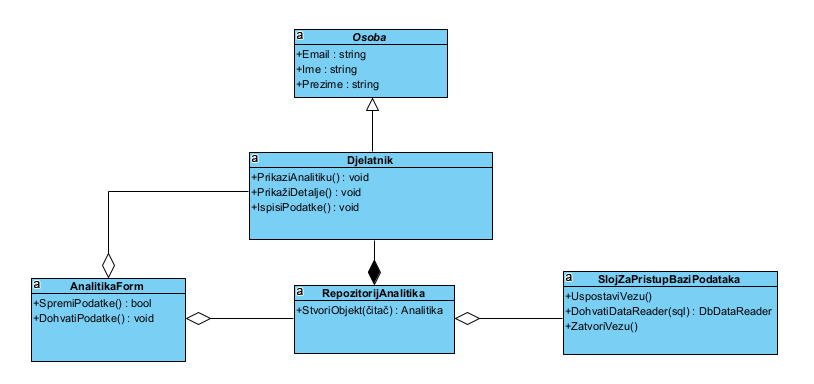 a
Osoba
+Email : string
+Ime : string
+Prezime : string
a
Djelatnik
+PrikaziAnalitiku() : void
+PrikažiDetalje() : void
+IspisiPodatke() : void
a
AnalitikaForm
+SpremiPodatke() : bool
+DohvatiPodatke() : void
a
RepozitorijAnalitika
+StvoriObjekt(čitač) : Analitika
a
SlojZaPristupBaziPodataka
+UspostaviVezu()
+DohvatiDataReader(sql) : DbDataReader
+ZatvoriVezu()